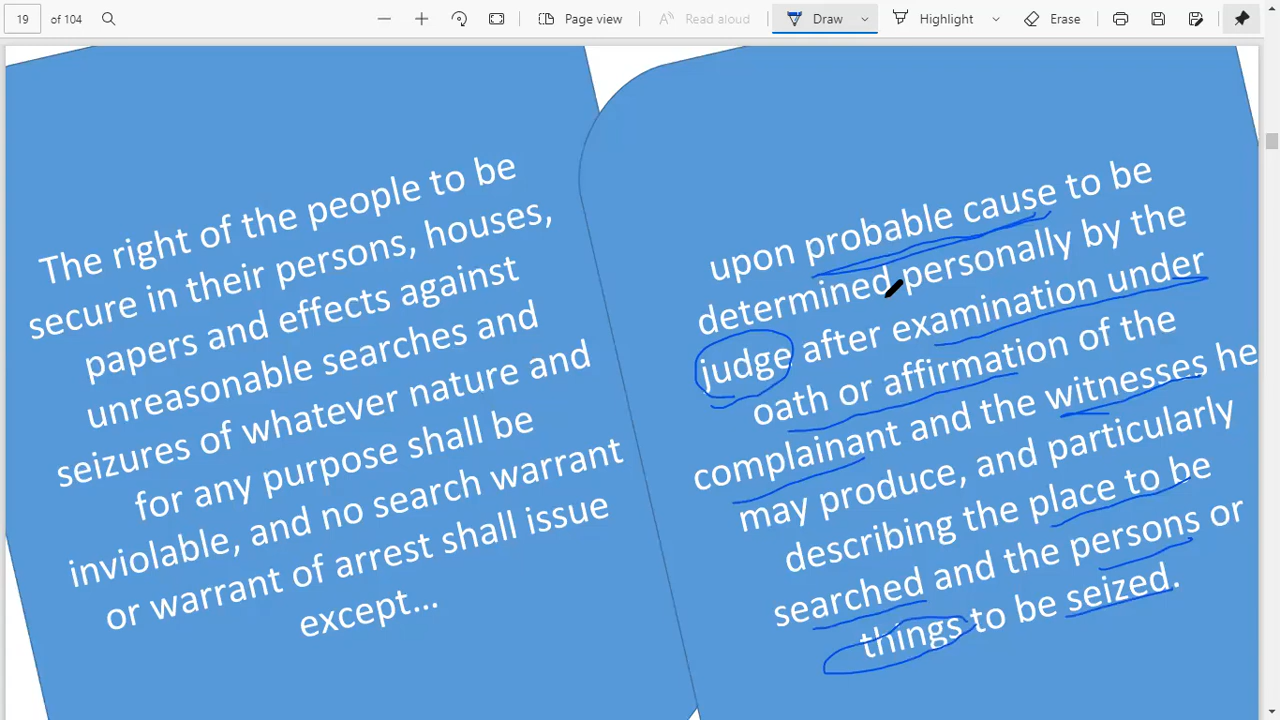 19 of 104 Page view Read aloud Draw Highlight Erase
The right of the people to be
secure in their persons, houses,
papers and effects against
unreasonable searches and
seizures of whatever nature and
for any purpose shall be
inviolable, and no search warrant
or warrant of arrest shall issue
except...
upon probable cause to be
determined personally by the
judge after examination under
oath or affirmation of the
complainant and the witnesses he
may produce, and particularly
describing the place to be
searched and the persons or
things to be seized.